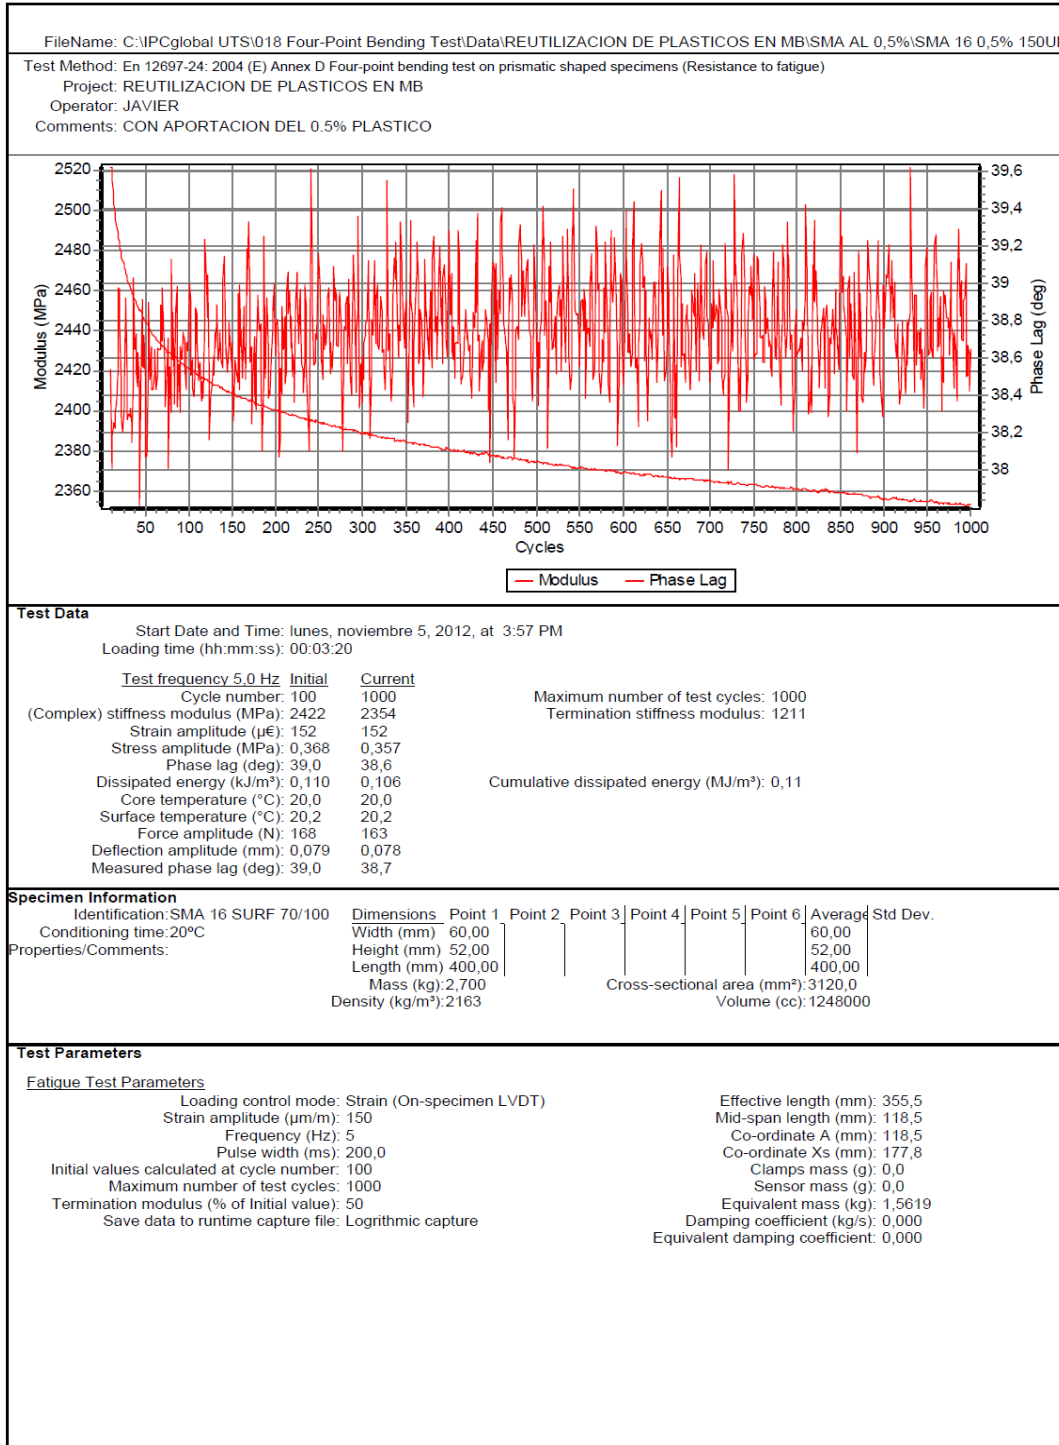 FileName: C:\IPCglobal UTS\018 Four-Point Bending Test\Data\REUTILIZACION DE PLASTICOS EN MB\SMA AL 0,5%\SMA 16 0,5% 150U
Test Method: En 12697-24: 2004 (E) Annex D Four-point bending test on prismatic shaped specimens (Resistance to fatigue)
Project: REUTILIZACION DE PLASTICOS EN MB
Operator: JAVIER
Comments: CON APORTACION DEL 0.5% PLASTICO
2520 39,6
2500 39,4
2480 39,2
2460 39
2440 38,8
2420 38,6
2400 38,4
2380 38,2
2360 38
Modulus (MPa)
Phase Lag (deg)
50 100 150 200 250 300 350 400 450 500 550 600 650 700 750 800 850 900 950 1000
Cycles
Modulus Phase Lag
Test Data
Start Date and Time: lunes, noviembre 5, 2012, at 3:57 PM
Loading time (hh:mm:ss): 00:03:20
Test frequency 5,0 Hz Initial Current
Cycle number: 100 1000 Maximum number of test cycles: 1000
(Complex) stiffness modulus (MPa): 2422 2354 Termination stiffness modulus: 1211
Strain amplitude (µ€): 152 152
Stress amplitude (MPa): 0,368 0,357
Phase lag (deg): 39,0 38,6
Dissipated energy (kJ/m³): 0,110 0,106 Cumulative dissipated energy (MJ/m³): 0,11
Core temperature (°C): 20,0 20,0
Surface temperature (°C): 20,2 20,2
Force amplitude (N): 168 163
Deflection amplitude (mm): 0,079 0,078
Measured phase lag (deg): 39,0 38,7
Specimen Information
Identification: SMA 16 SURF 70/100 Dimensions Point 1 Point 2 Point 3 Point 4 Point 5 Point 6 Average Std Dev.
Conditioning time: 20ºC Width (mm) 60,00 60,00
Properties/Comments: Height (mm) 52,00 52,00
Length (mm) 400,00 400,00
Mass (kg): 2,700 Cross-sectional area (mm²): 3120,0
Density (kg/m³): 2163 Volume (cc): 1248000
Test Parameters
Fatigue Test Parameters
Loading control mode: Strain (On-specimen LVDT) Effective length (mm): 355,5
Strain amplitude (µm/m): 150 Mid-span length (mm): 118,5
Frequency (Hz): 5 Co-ordinate A (mm): 118,5
Pulse width (ms): 200,0 Co-ordinate Xs (mm): 177,8
Initial values calculated at cycle number: 100 Clamps mass (g): 0,0
Maximum number of test cycles: 1000 Sensor mass (g): 0,0
Termination modulus (% of Initial value): 50 Equivalent mass (kg): 1,5619
Save data to runtime capture file: Logrithmic capture Damping coefficient (kg/s): 0,000
Equivalent damping coefficient: 0,000